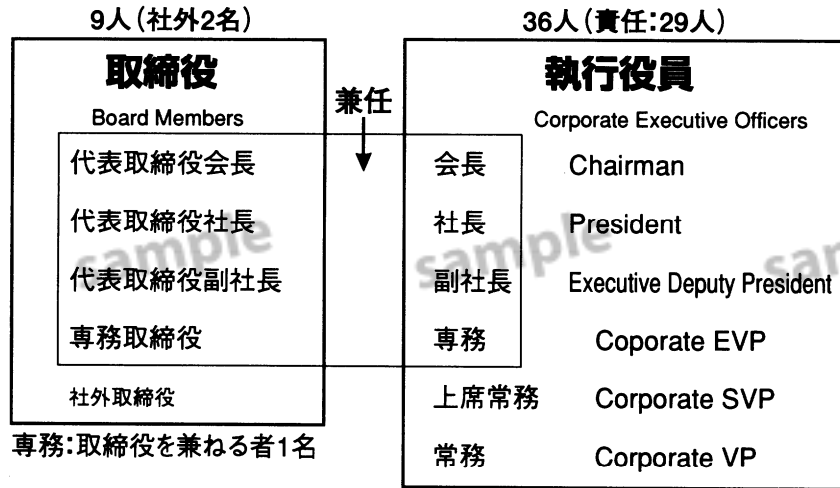 9人(社外2名)
取締役
Board Members
代表取締役会長
代表取締役社長
代表取締役副社長
専務取締役
社外取締役
専務:取締役を兼ねる者1名
兼任
36人(責任:29人)
執行役員
Corporate Executive Officers
会長 Chairman
社長 President
副社長 Executive Deputy President
専務 Coporate EVP
上席常務 Corporate SVP
常務 Corporate VP
sample
sample
sa